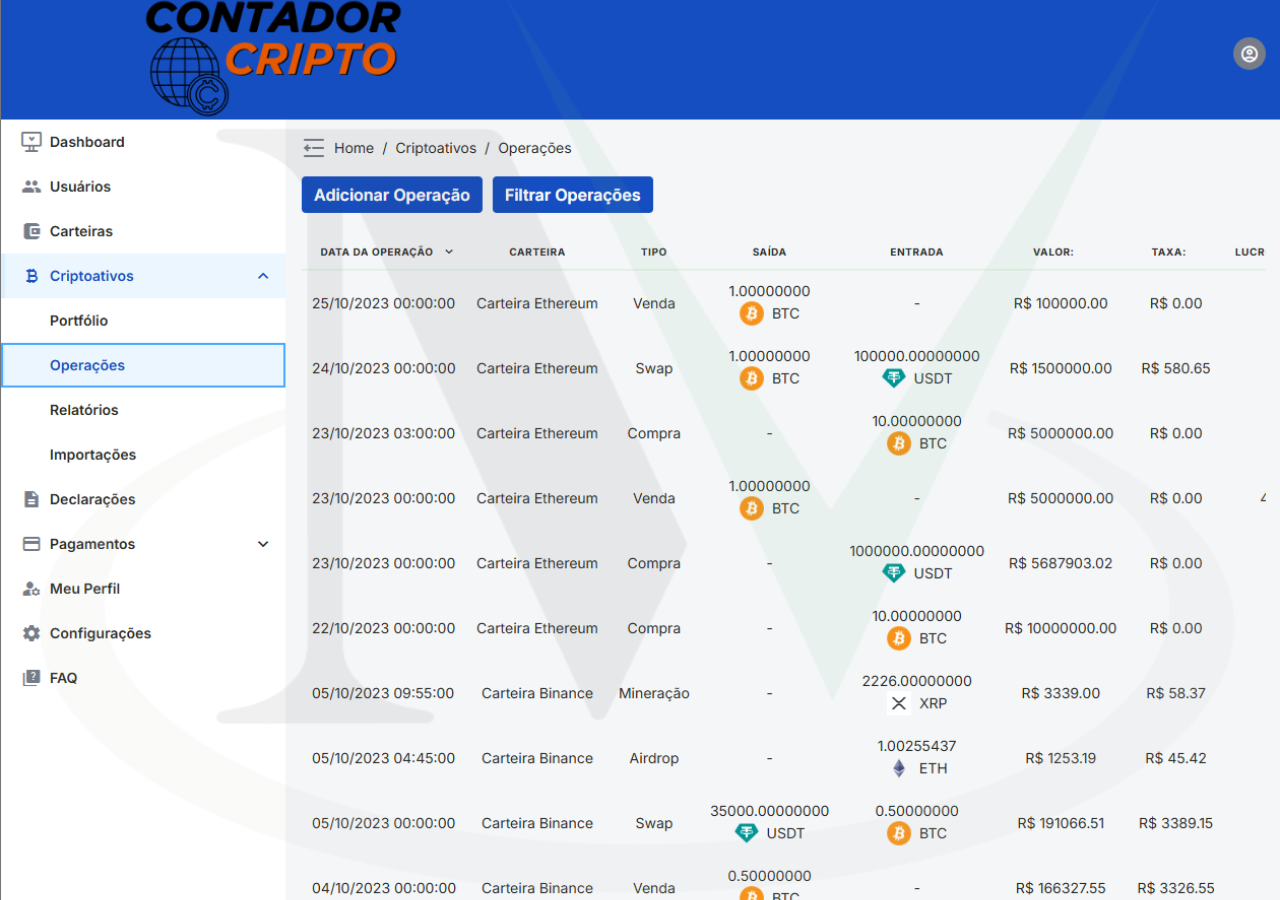 CONTADOR
CRIPTO
Dashboard
Usuários
Carteiras
Criptoativos
Portfólio
Operações
Relatórios
Importações
Declarações
Pagamentos
Meu Perfil
Configurações
FAQ
Home / Criptoativos / Operações
Adicionar Operação Filtrar Operações
DATA DA OPERAÇÃO CARTEIRA TIPO SAÍDA ENTRADA VALOR: TAXA: LUCR
25/10/2023 00:00:00 Carteira Ethereum Venda 1.00000000 BTC - R$ 100000.00 R$ 0.00
24/10/2023 00:00:00 Carteira Ethereum Swap 1.00000000 BTC 100000.00000000 USDT R$ 1500000.00 R$ 580.65
23/10/2023 03:00:00 Carteira Ethereum Compra - 10.00000000 BTC R$ 5000000.00 R$ 0.00
23/10/2023 00:00:00 Carteira Ethereum Venda 1.00000000 BTC - R$ 5000000.00 R$ 0.00
23/10/2023 00:00:00 Carteira Ethereum Compra - 1000000.00000000 USDT R$ 5687903.02 R$ 0.00
22/10/2023 00:00:00 Carteira Ethereum Compra - 10.00000000 BTC R$ 10000000.00 R$ 0.00
05/10/2023 09:55:00 Carteira Binance Mineração - 2226.00000000 XRP R$ 3339.00 R$ 58.37
05/10/2023 04:45:00 Carteira Binance Airdrop - 1.00255437 ETH R$ 1253.19 R$ 45.42
05/10/2023 00:00:00 Carteira Binance Swap 35000.00000000 USDT 0.50000000 BTC R$ 191066.51 R$ 3389.15
04/10/2023 00:00:00 Carteira Binance Venda 0.50000000 BTC - R$ 166327.55 R$ 3326.55